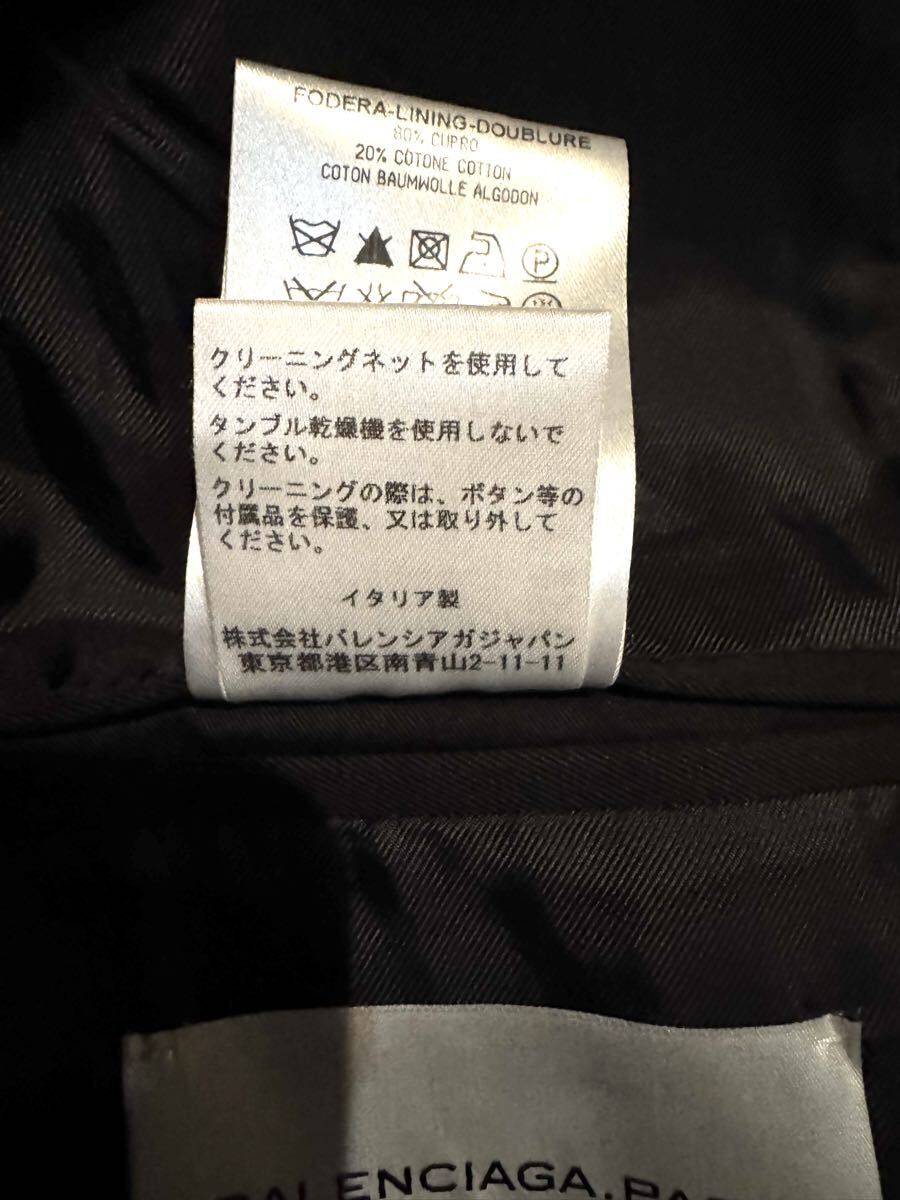 FODERA-LINING-DOUBLURE
80% CUPRO
20% COTONE COTTON
COTON BAUMWOLLE ALGODON
P
クリーニングネットを使用して
ください。
タンブル乾燥機を使用しないで
ください。
クリーニングの際は、ボタン等の
付属品を保護、又は取り外して
ください。
イタリア製
株式会社バレンシアガジャパン
東京都港区南青山2-11-11
BALENCIAGA.PA